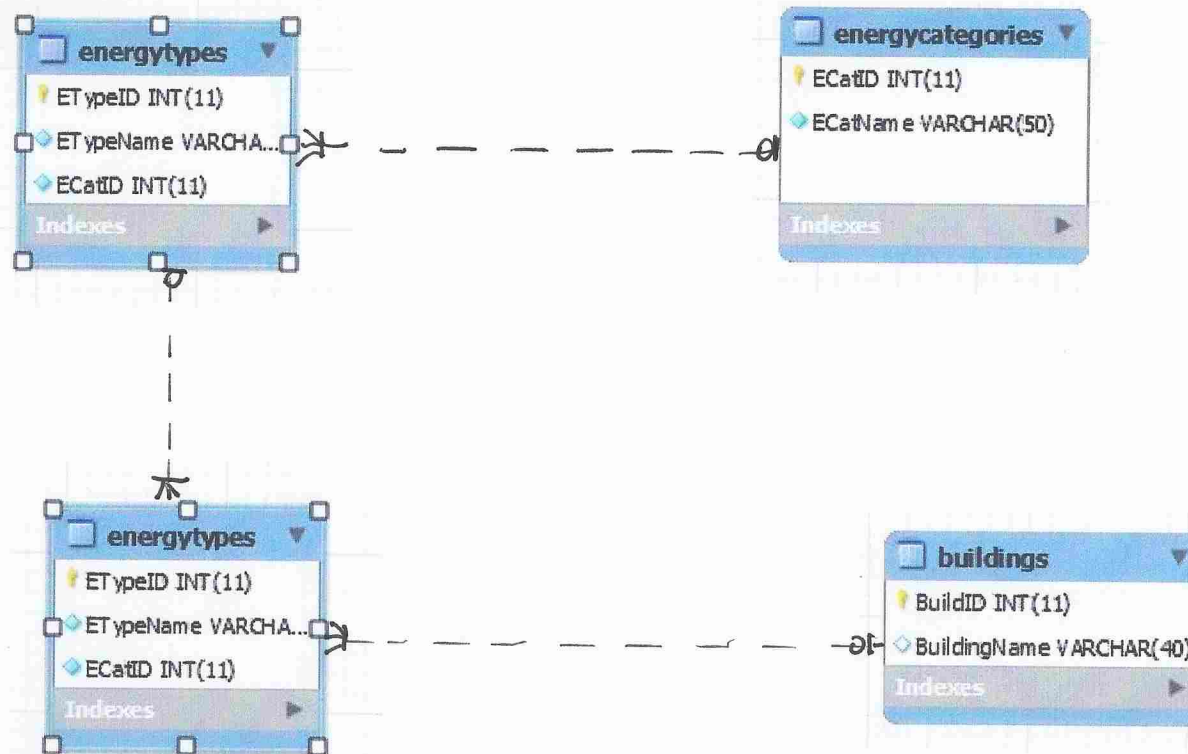 energytypes
ETypeID INT(11)
ETypeName VARCHA...
ECatID INT(11)
Indexes
energycategories
ECatID INT(11)
ECatName VARCHAR(50)
Indexes
energytypes
ETypeID INT(11)
ETypeName VARCHA...
ECatID INT(11)
Indexes
buildings
BuildID INT(11)
BuildingName VARCHAR(40)
Indexes